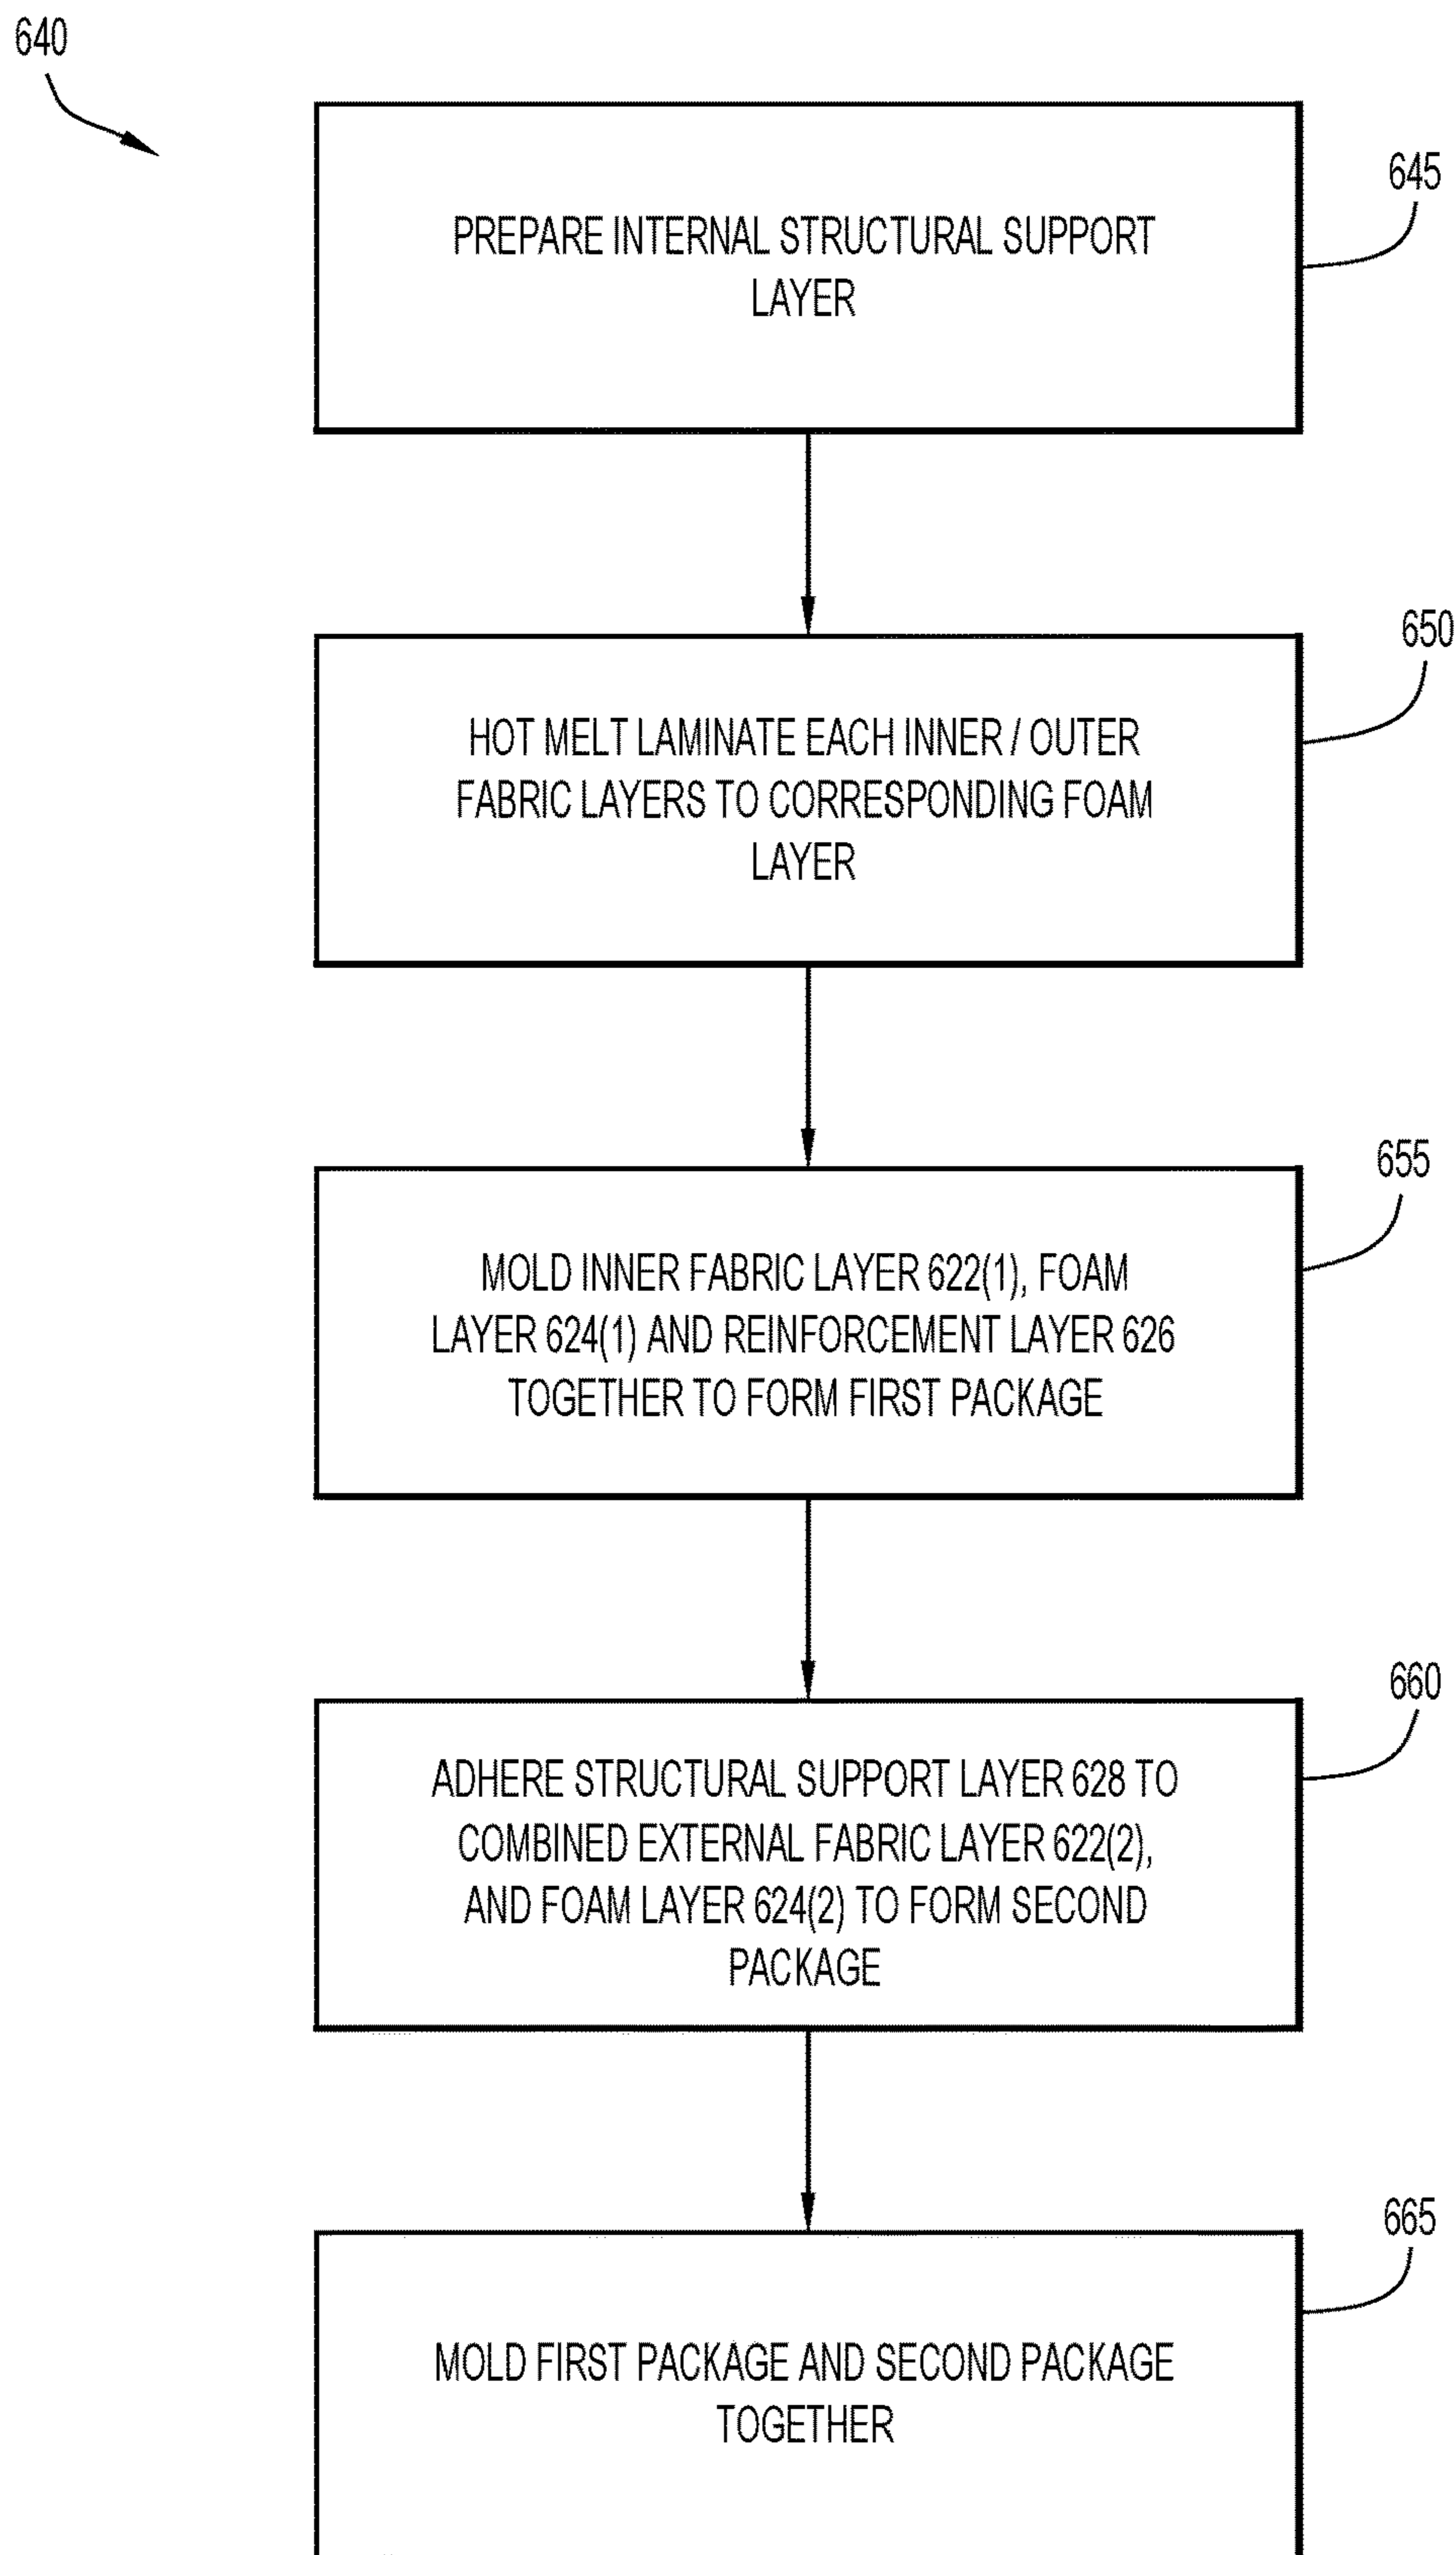 640
645
PREPARE INTERNAL STRUCTURAL SUPPORT
LAYER
650
HOT MELT LAMINATE EACH INNER / OUTER
FABRIC LAYERS TO CORRESPONDING FOAM
LAYER
655
MOLD INNER FABRIC LAYER 622(1), FOAM
LAYER 624(1) AND REINFORCEMENT LAYER 626
TOGETHER TO FORM FIRST PACKAGE
660
ADHERE STRUCTURAL SUPPORT LAYER 628 TO
COMBINED EXTERNAL FABRIC LAYER 622(2),
AND FOAM LAYER 624(2) TO FORM SECOND
PACKAGE
665
MOLD FIRST PACKAGE AND SECOND PACKAGE
TOGETHER